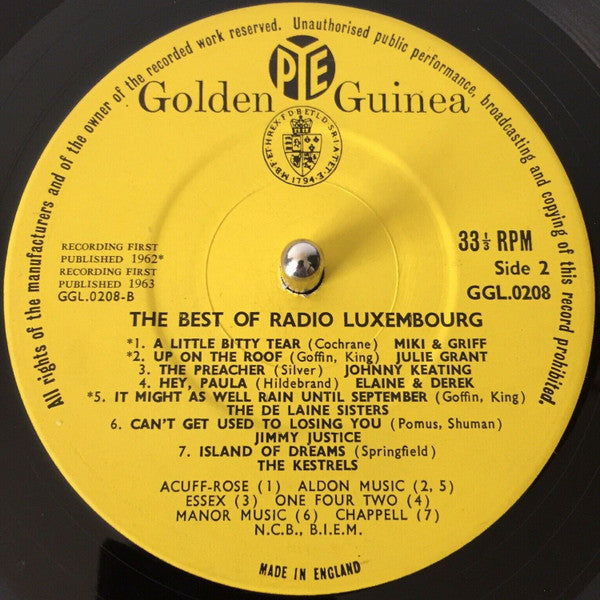 All rights of the manufacturers and of the owner of the recorded work reserved. Unauthorised public performance, broadcasting and copying of this record prohibited.
PYE
Golden Guinea
RECORDING FIRST
PUBLISHED 1962*
RECORDING FIRST
PUBLISHED 1963
GGL.0208-B
33⅓ RPM
Side 2
GGL.0208
THE BEST OF RADIO LUXEMBOURG
*1. A LITTLE BITTY TEAR (Cochrane) MIKI & GRIFF
*2. UP ON THE ROOF (Goffin, King) JULIE GRANT
3. THE PREACHER (Silver) JOHNNY KEATING
4. HEY, PAULA (Hildebrand) ELAINE & DEREK
*5. IT MIGHT AS WELL RAIN UNTIL SEPTEMBER (Goffin, King)
THE DE LAINE SISTERS
6. CAN'T GET USED TO LOSING YOU (Pomus, Shuman)
JIMMY JUSTICE
7. ISLAND OF DREAMS (Springfield)
THE KESTRELS
ACUFF-ROSE (1) ALDON MUSIC (2, 5)
ESSEX (3) ONE FOUR TWO (4)
MANOR MUSIC (6) CHAPPELL (7)
N.C.B., B.I.E.M.
MADE IN ENGLAND